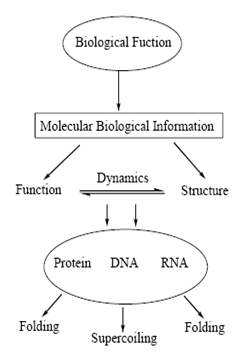 Biological Fuction
Molecular Biological Information
Dynamics
Function Structure
Protein DNA RNA
Folding Supercoiling Folding